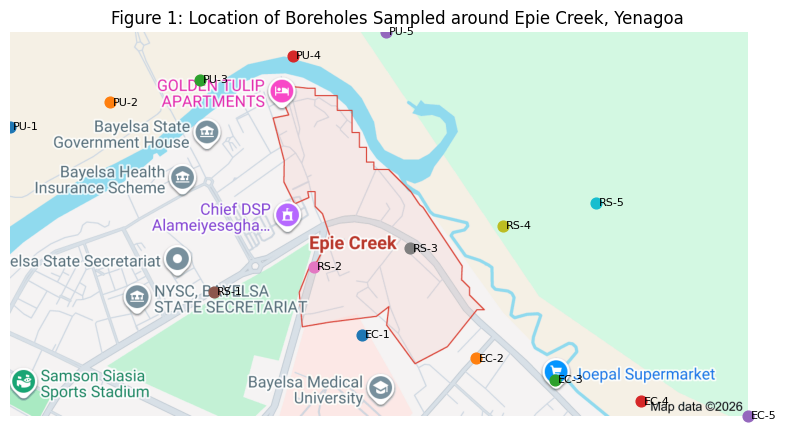 Figure 1: Location of Boreholes Sampled around Epie Creek, Yenagoa
PU-5
PU-4
PU-3
GOLDEN TULIP
APARTMENTS
PU-2
PU-1
Bayelsa State
Government House
Bayelsa Health
Insurance Scheme
RS-5
Chief DSP
Alameiyesegha...
RS-4
Epie Creek
RS-3
elsa State Secretariat
RS-2
NYSC, BAYELSA
STATE SECRETARIAT
RS-1
EC-1
EC-2
Joepal Supermarket
EC-3
Samson Siasia
Sports Stadium
Bayelsa Medical
University
EC-4
Map data ©2026
EC-5